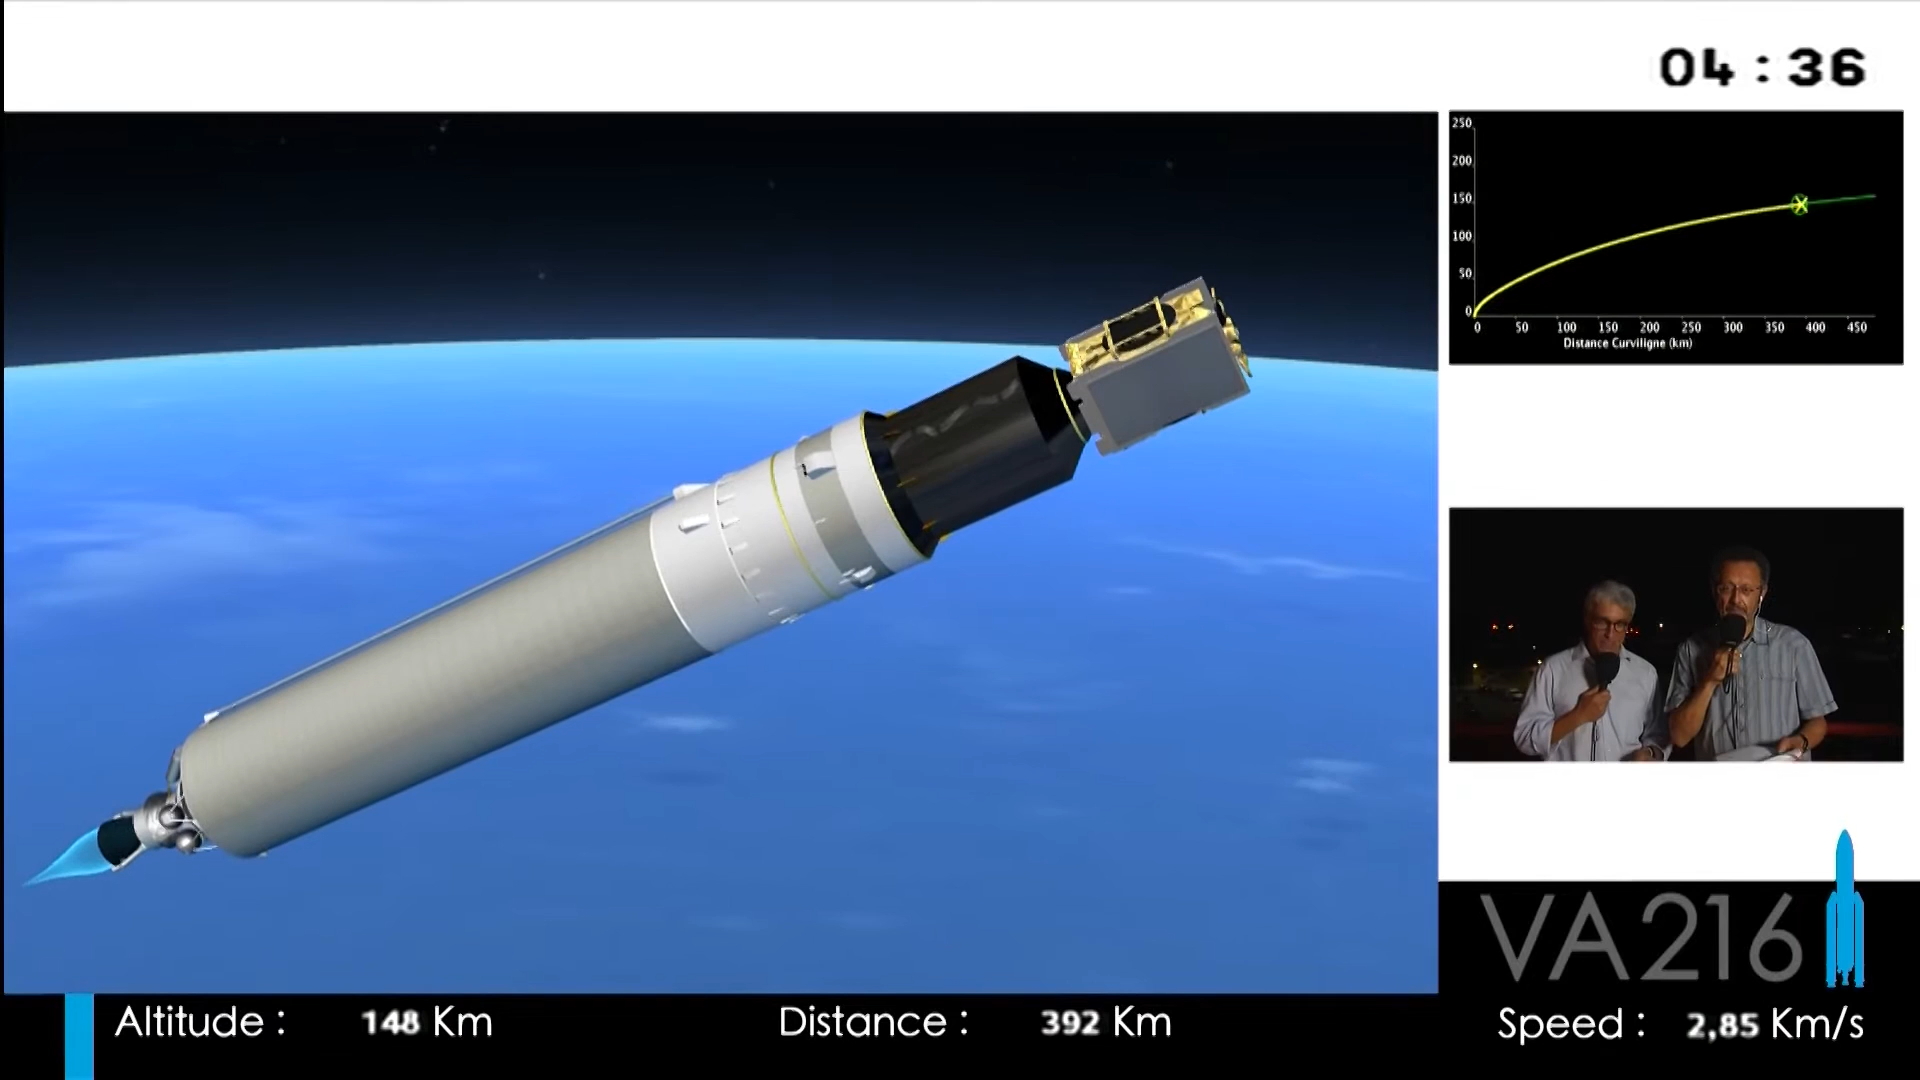 04 : 36
250
200
150
100
50
0
0 50 100 150 200 250 300 350 400 450
Distance Curviligne (km)
VA216
Altitude : 148 Km
Distance : 392 Km
Speed : 2,85 Km/s